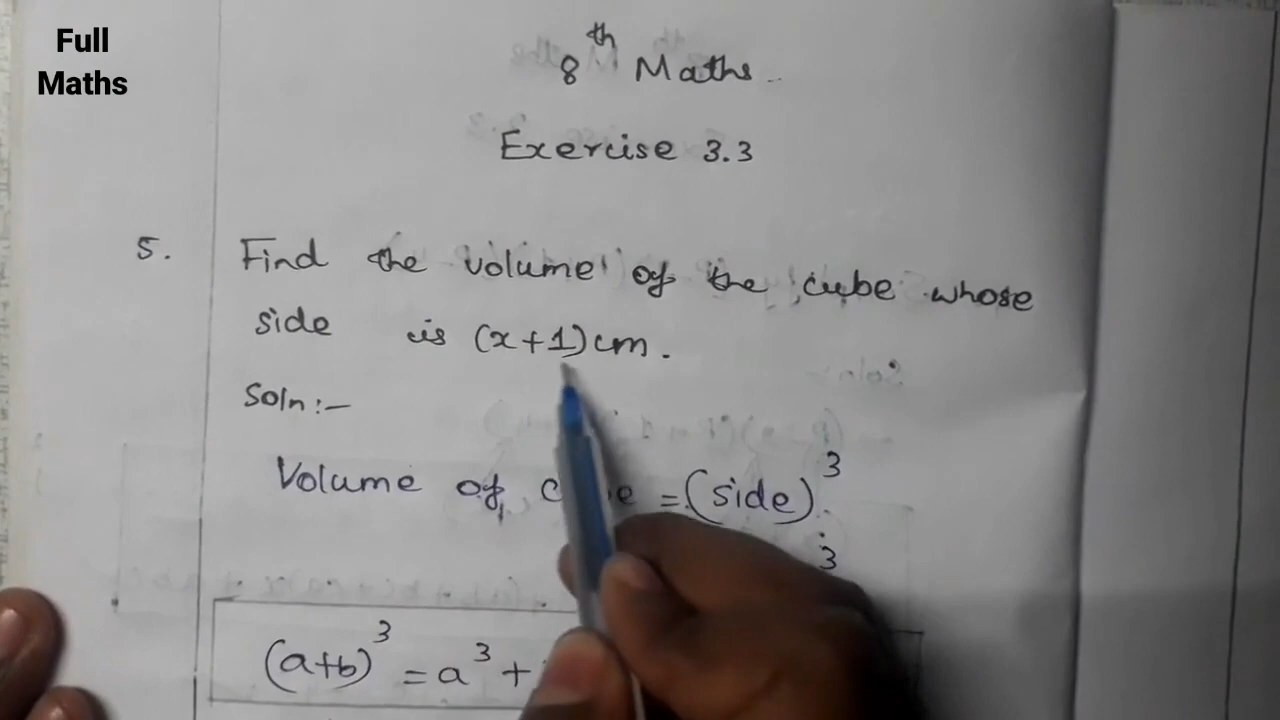 Full
Maths
8th Maths
Exercise 3.3
5. Find the volume of the cube whose
side is (x+1)cm.
Soln:-
Volume of = (side)³
3
(a+b)³ = a³ +